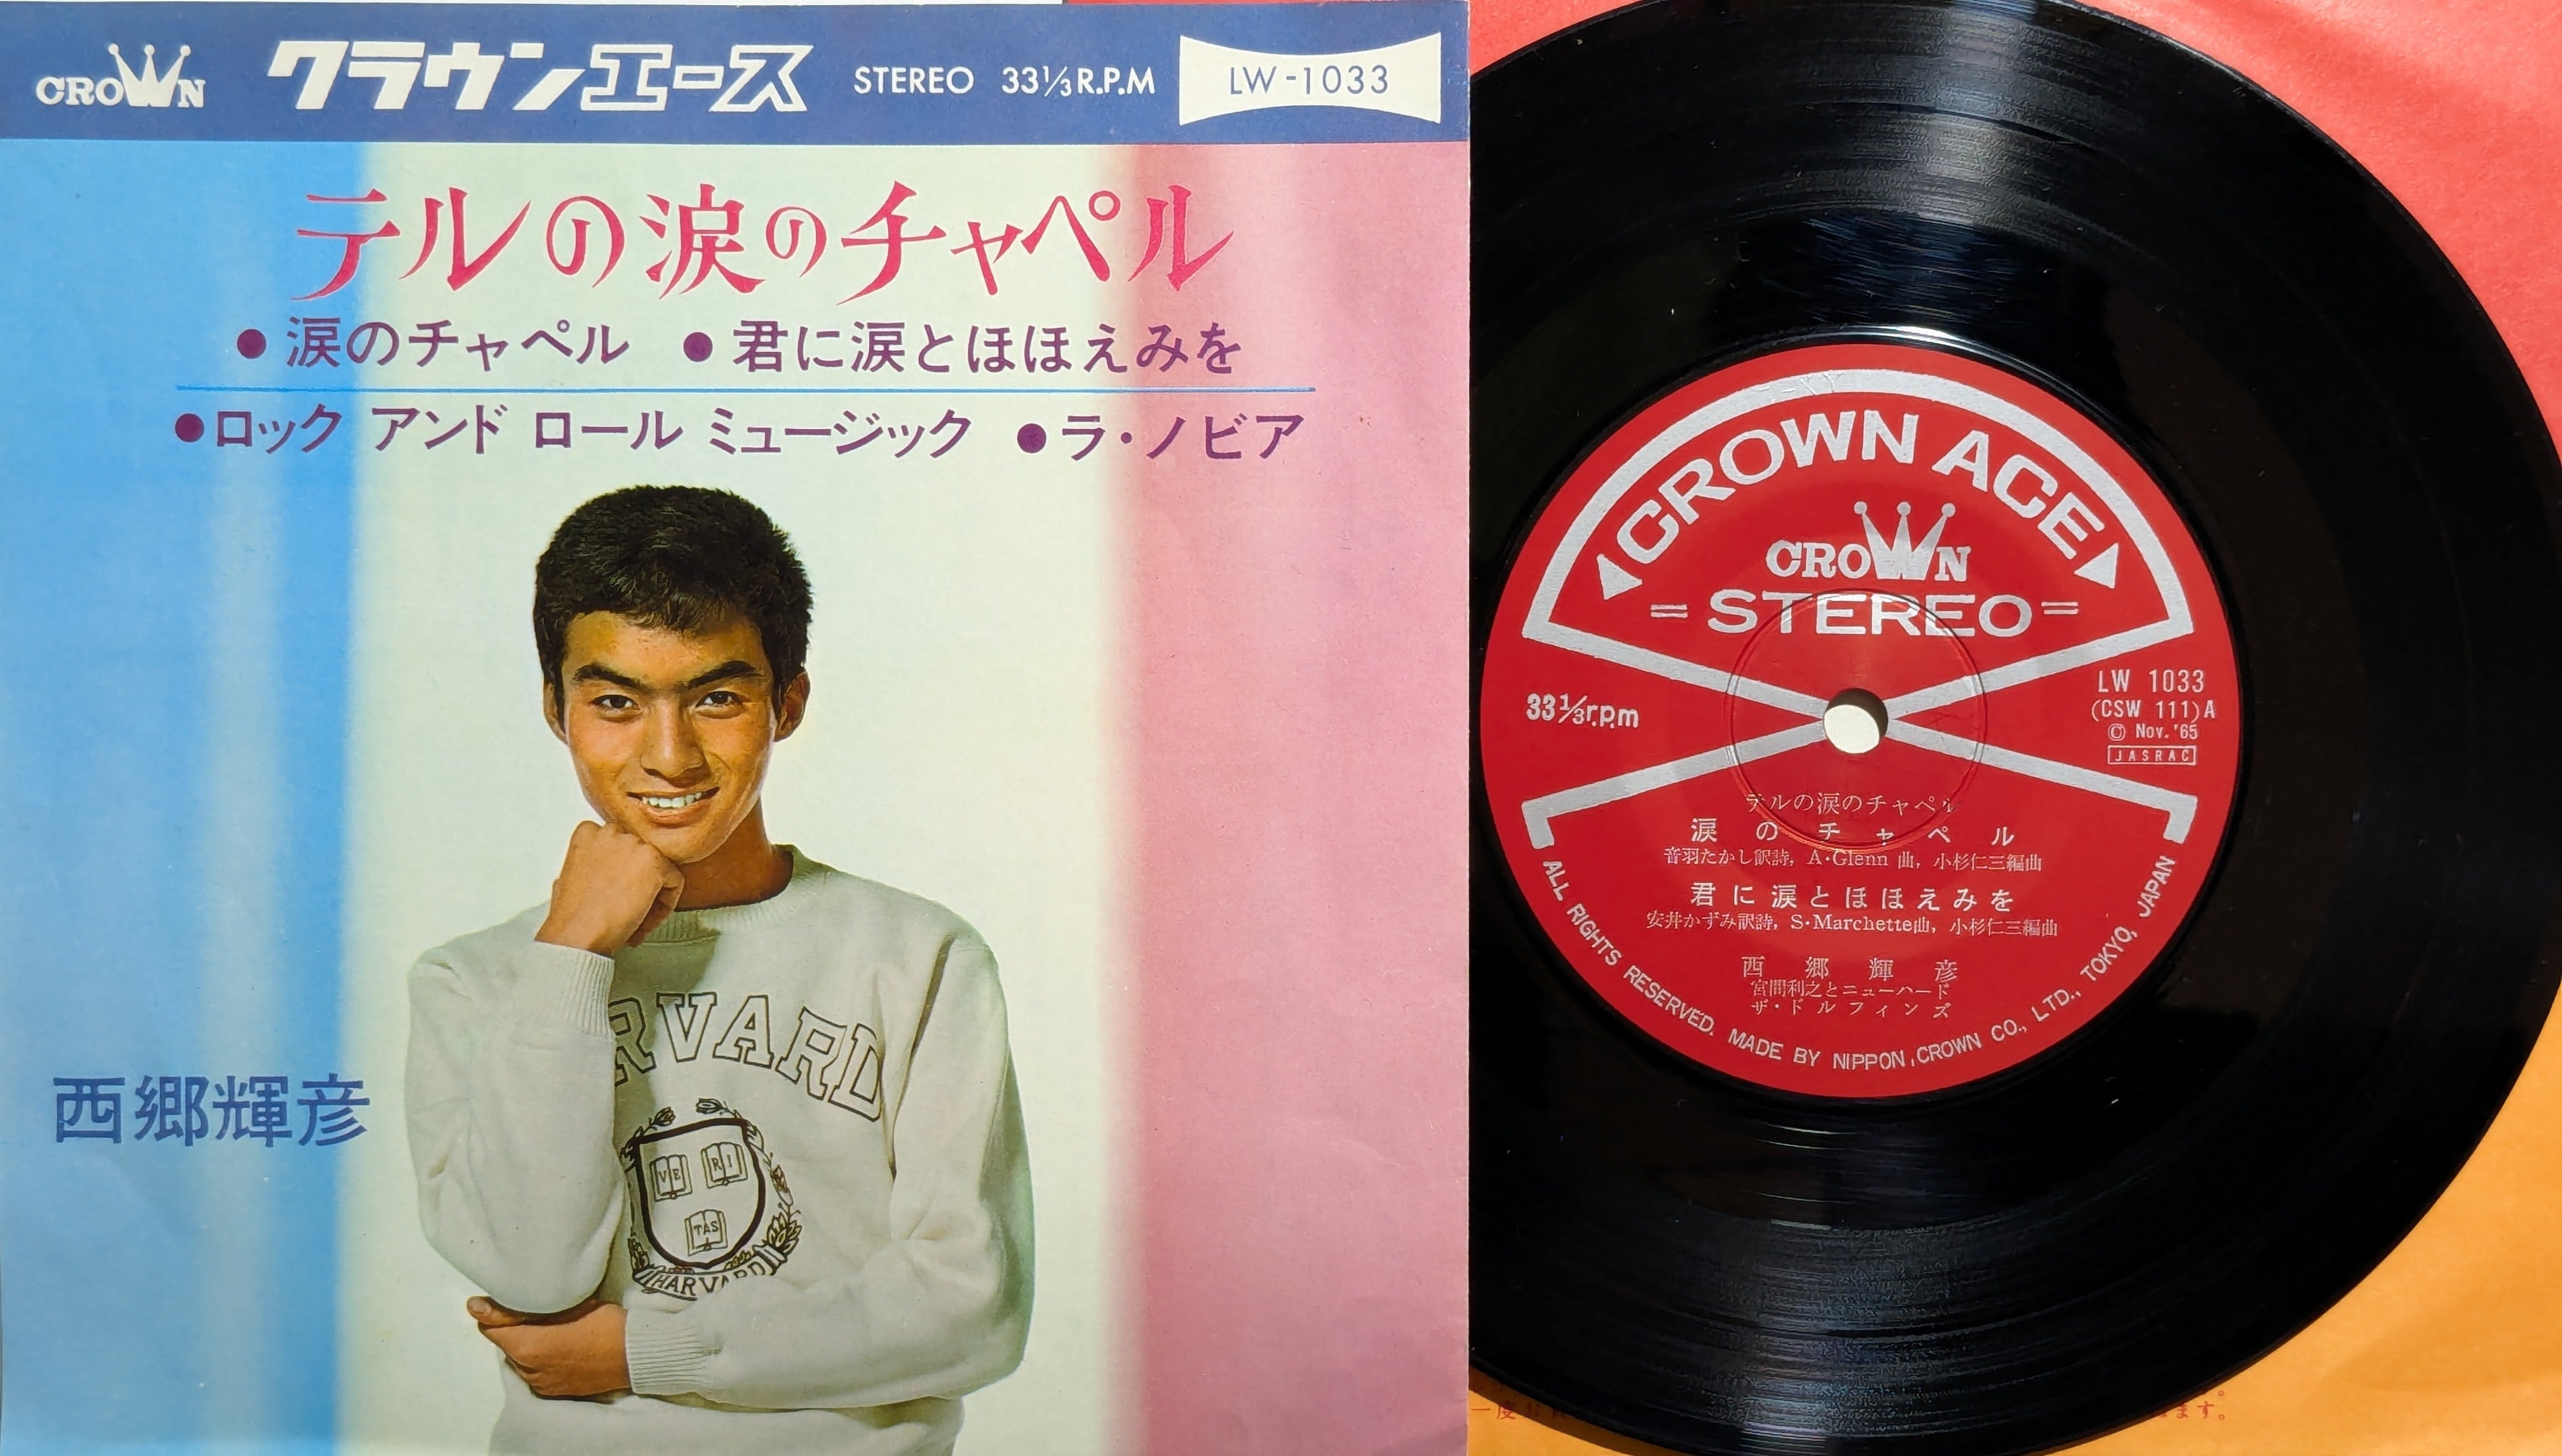 CROWN クラウンエース STEREO 33⅓ R.P.M LW-1033
テルの涙のチャペル
●涙のチャペル ●君に涙とほほえみを
●ロック アンド ロール ミュージック ●ラ・ノビア
西郷輝彦
RVARD
VE RI
TAS
HARVARD
CROWN ACE
CROWN
=STEREO=
33⅓r.p.m
LW 1033
(CSW 111)A
© Nov.'65
JASRAC
テルの涙のチャペル
涙のチャペル
音羽たかし訳詩, A・Glenn 曲, 小杉仁三編曲
君に涙とほほえみを
安井かずみ訳詩, S・Marchette曲, 小杉仁三編曲
西郷輝彦
宮間利之とニューハード
ザ・ドルフィンズ
ALL RIGHTS RESERVED. MADE BY NIPPON CROWN CO., LTD., TOKYO, JAPAN
一度
ます。